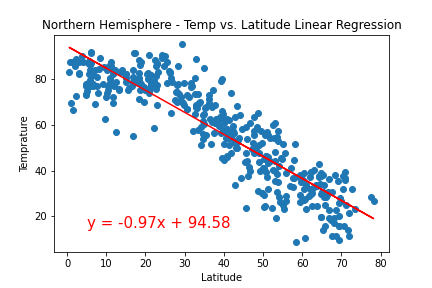 Northern Hemisphere - Temp vs. Latitude Linear Regression
80
60
40
20
Temprature
y = -0.97x + 94.58
0 10 20 30 40 50 60 70 80
Latitude